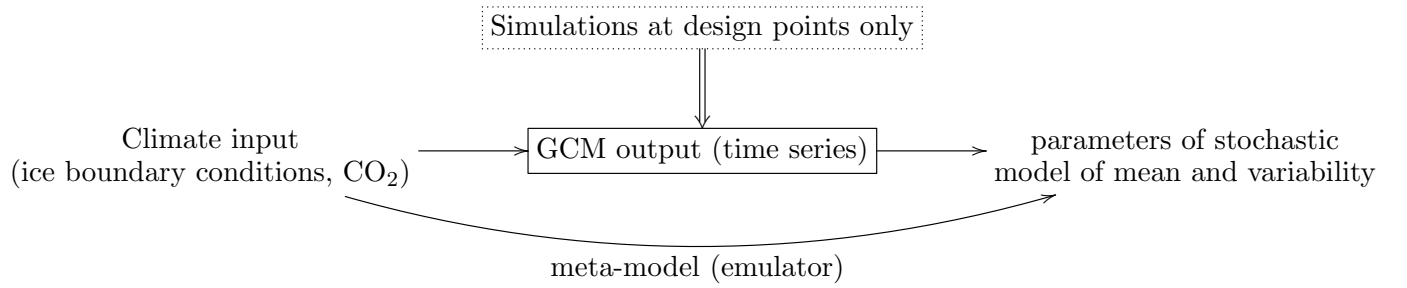 Simulations at design points only
Climate input
(ice boundary conditions, CO₂)
GCM output (time series)
parameters of stochastic
model of mean and variability
meta-model (emulator)